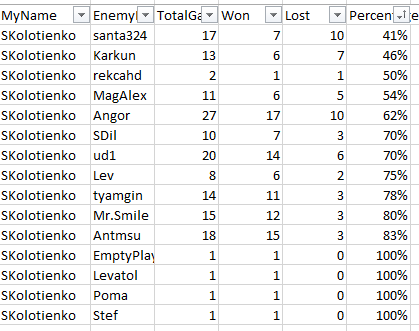 MyName EnemyP TotalGa Won Lost Percent
SKolotienko santa324 17 7 10 41%
SKolotienko Karkun 13 6 7 46%
SKolotienko rekcahd 2 1 1 50%
SKolotienko MagAlex 11 6 5 54%
SKolotienko Angor 27 17 10 62%
SKolotienko SDil 10 7 3 70%
SKolotienko ud1 20 14 6 70%
SKolotienko Lev 8 6 2 75%
SKolotienko tyamgin 14 11 3 78%
SKolotienko Mr.Smile 15 12 3 80%
SKolotienko Antmsu 18 15 3 83%
SKolotienko EmptyPlay 1 1 0 100%
SKolotienko Levatol 1 1 0 100%
SKolotienko Poma 1 1 0 100%
SKolotienko Stef 1 1 0 100%